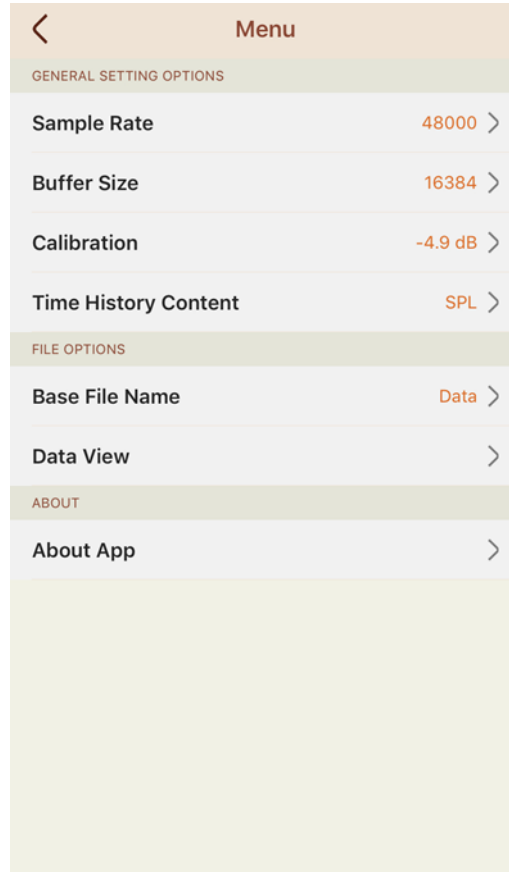 Menu
GENERAL SETTING OPTIONS
Sample Rate 48000
Buffer Size 16384
Calibration -4.9 dB
Time History Content SPL
FILE OPTIONS
Base File Name Data
Data View
ABOUT
About App